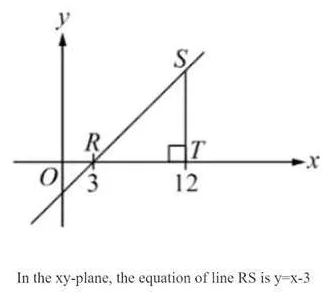 y
S
R
T
x
O
3
12
In the xy-plane, the equation of line RS is y=x-3